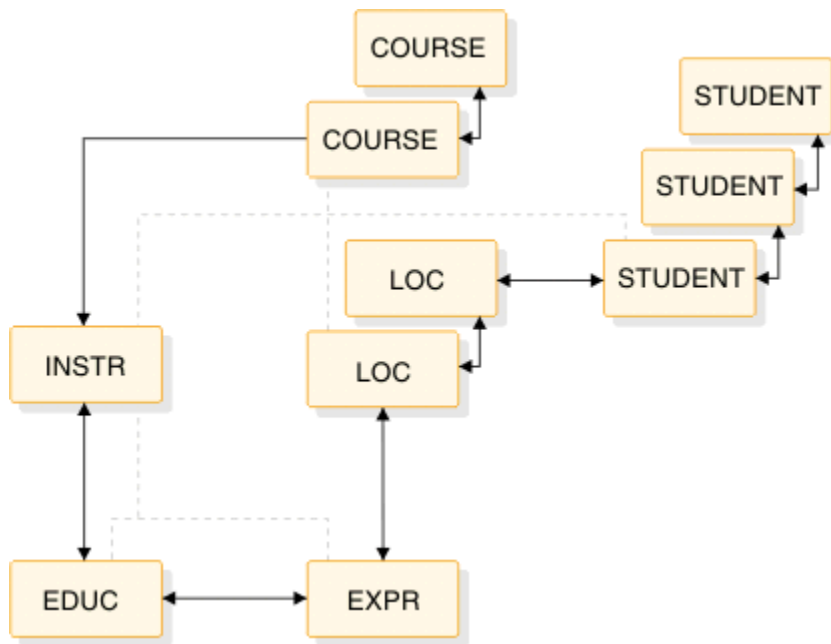 COURSE
STUDENT
COURSE
STUDENT
LOC
STUDENT
INSTR
LOC
EDUC
EXPR